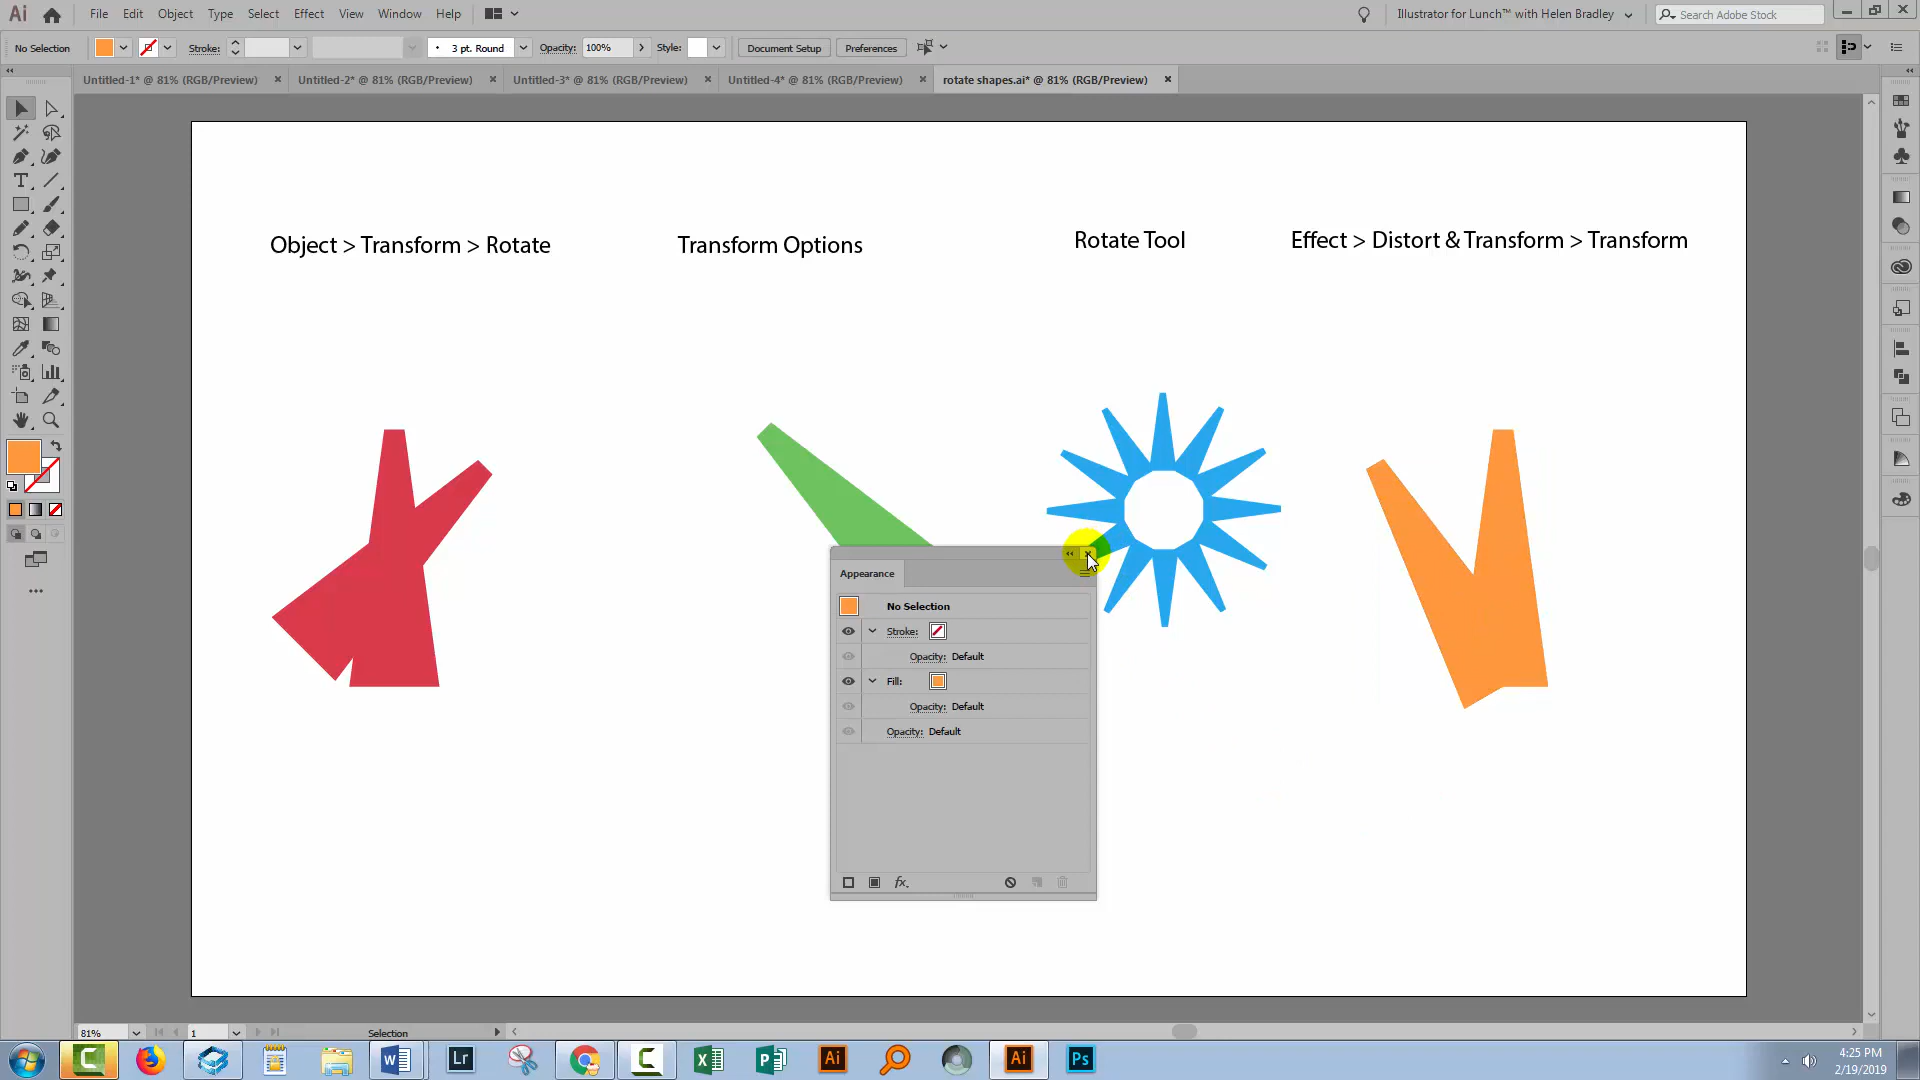 Ai File Edit Object Type Select Effect View Window Help
Illustrator for Lunch™ with Helen Bradley
Search Adobe Stock
No Selection
Stroke:
3 pt. Round
Opacity: 100%
Style:
Document Setup
Preferences
Untitled-1* @ 81% (RGB/Preview)
Untitled-2* @ 81% (RGB/Preview)
Untitled-3* @ 81% (RGB/Preview)
Untitled-4* @ 81% (RGB/Preview)
rotate shapes.ai* @ 81% (RGB/Preview)
Object > Transform > Rotate
Transform Options
Rotate Tool
Effect > Distort & Transform > Transform
Appearance
No Selection
Stroke:
Opacity: Default
Fill:
Opacity: Default
Opacity: Default
fx.
81%
1
Selection
W
Lr
X
P
Ai
Ai
Ps
4:25 PM
2/19/2019